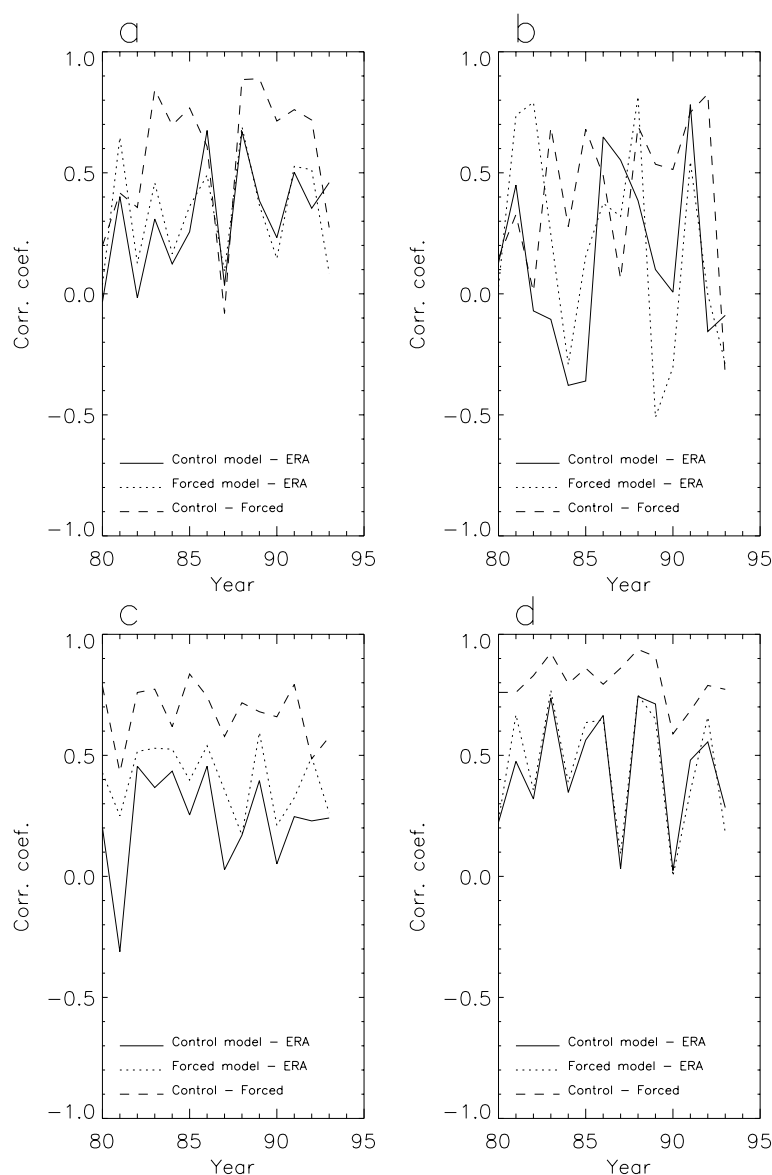 a
1.0
0.5
0.0
−0.5
−1.0
Corr. coef.
Control model − ERA
Forced model − ERA
Control − Forced
80 85 90 95
Year
b
1.0
0.5
0.0
−0.5
−1.0
Corr. coef.
Control model − ERA
Forced model − ERA
Control − Forced
80 85 90 95
Year
c
1.0
0.5
0.0
−0.5
−1.0
Corr. coef.
Control model − ERA
Forced model − ERA
Control − Forced
80 85 90 95
Year
d
1.0
0.5
0.0
−0.5
−1.0
Corr. coef.
Control model − ERA
Forced model − ERA
Control − Forced
80 85 90 95
Year